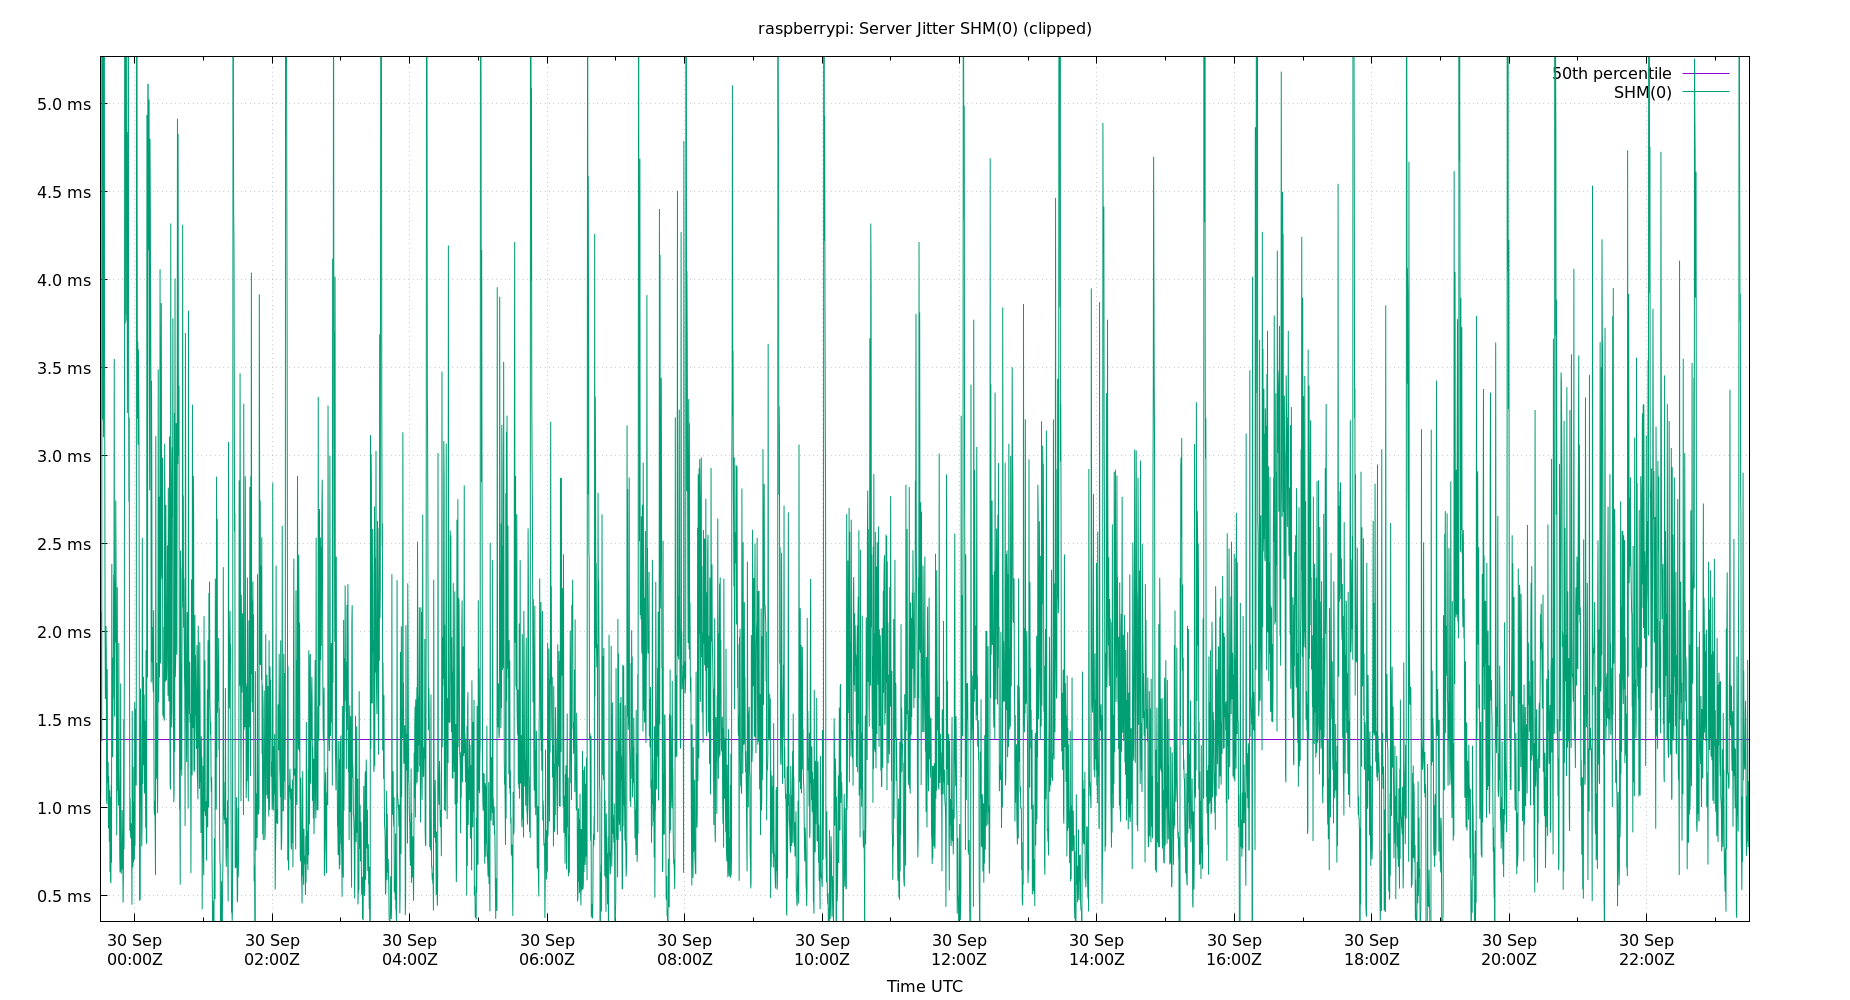 raspberrypi: Server Jitter SHM(0) (clipped)
50th percentile
SHM(0)
5.0 ms
4.5 ms
4.0 ms
3.5 ms
3.0 ms
2.5 ms
2.0 ms
1.5 ms
1.0 ms
0.5 ms
30 Sep 30 Sep 30 Sep 30 Sep 30 Sep 30 Sep 30 Sep 30 Sep 30 Sep 30 Sep 30 Sep 30 Sep
00:00Z 02:00Z 04:00Z 06:00Z 08:00Z 10:00Z 12:00Z 14:00Z 16:00Z 18:00Z 20:00Z 22:00Z
Time UTC